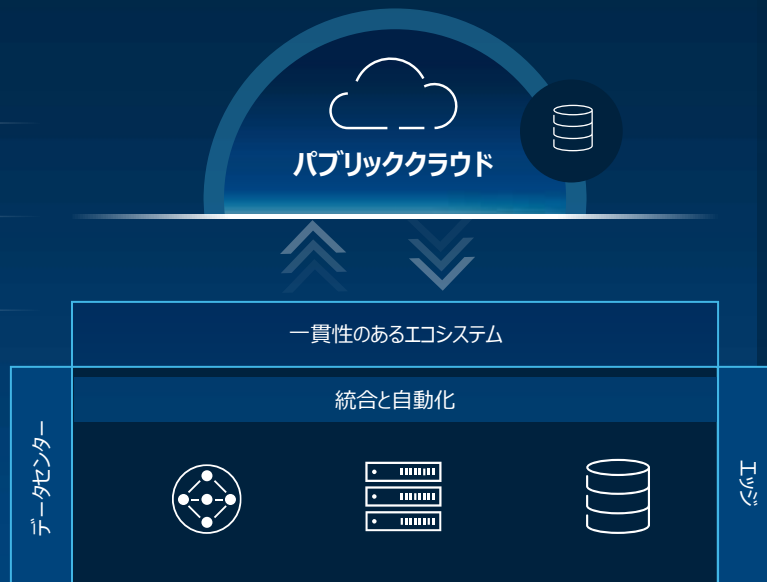 パブリッククラウド
一貫性のあるエコシステム
統合と自動化
データセンター
エッジ